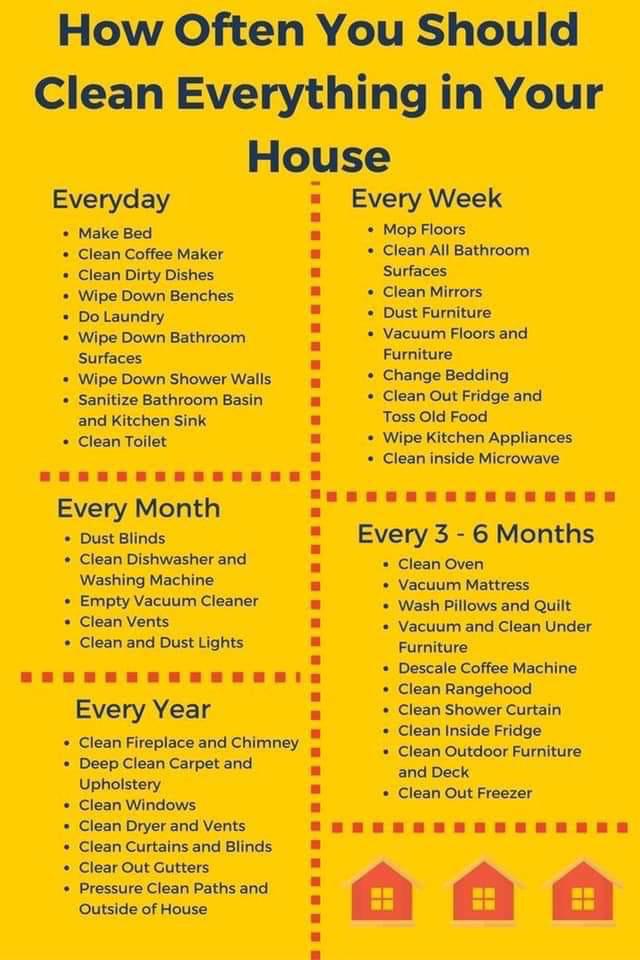 How Often You Should
Clean Everything in Your
House
Everyday
• Make Bed
• Clean Coffee Maker
• Clean Dirty Dishes
• Wipe Down Benches
• Do Laundry
• Wipe Down Bathroom
Surfaces
• Wipe Down Shower Walls
• Sanitize Bathroom Basin
and Kitchen Sink
• Clean Toilet
Every Week
• Mop Floors
• Clean All Bathroom
Surfaces
• Clean Mirrors
• Dust Furniture
• Vacuum Floors and
Furniture
• Change Bedding
• Clean Out Fridge and
Toss Old Food
• Wipe Kitchen Appliances
• Clean inside Microwave
Every Month
• Dust Blinds
• Clean Dishwasher and
Washing Machine
• Empty Vacuum Cleaner
• Clean Vents
• Clean and Dust Lights
Every 3 - 6 Months
• Clean Oven
• Vacuum Mattress
• Wash Pillows and Quilt
• Vacuum and Clean Under
Furniture
• Descale Coffee Machine
• Clean Rangehood
• Clean Shower Curtain
• Clean Inside Fridge
• Clean Outdoor Furniture
and Deck
• Clean Out Freezer
Every Year
• Clean Fireplace and Chimney
• Deep Clean Carpet and
Upholstery
• Clean Windows
• Clean Dryer and Vents
• Clean Curtains and Blinds
• Clear Out Gutters
• Pressure Clean Paths and
Outside of House